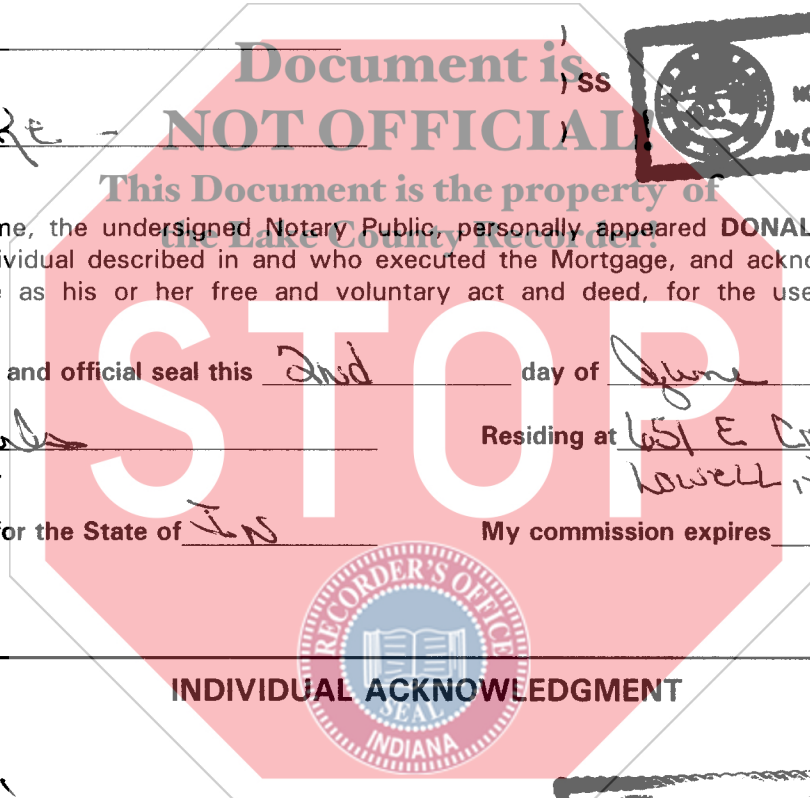 Document is
) SS
NOT OFFICIAL!
)
This Document is the property of
me, the undersigned Notary Public, personally appeared DONAL
the Lake County Recorder!
ividual described in and who executed the Mortgage, and ackno
e as his or her free and voluntary act and deed, for the use
STOP
and official seal this 2nd day of June
Residing at 651 E
Lowell IN
for the State of IN My commission expires
RECORDER'S OFFICE
SEAL
INDIANA
INDIVIDUAL ACKNOWLEDGMENT